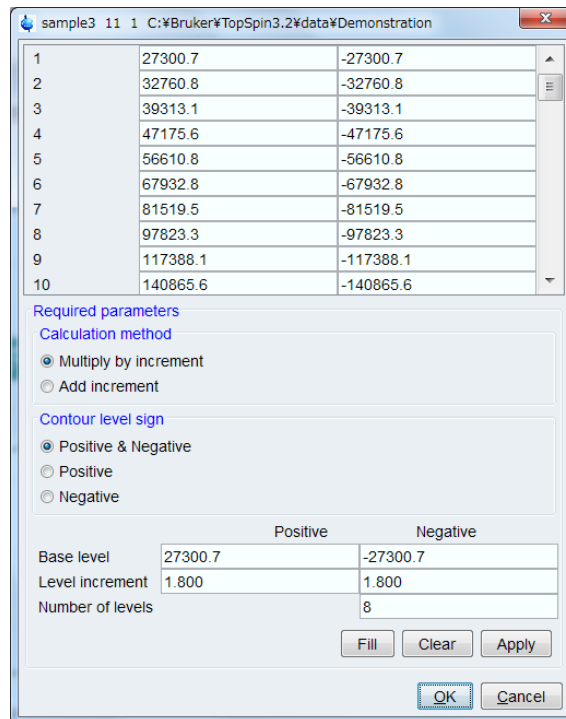 sample3 11 1 C:¥Bruker¥TopSpin3.2¥data¥Demonstration
1 27300.7 -27300.7
2 32760.8 -32760.8
3 39313.1 -39313.1
4 47175.6 -47175.6
5 56610.8 -56610.8
6 67932.8 -67932.8
7 81519.5 -81519.5
8 97823.3 -97823.3
9 117388.1 -117388.1
10 140865.6 -140865.6
Required parameters
Calculation method
Multiply by increment
Add increment
Contour level sign
Positive & Negative
Positive
Negative
Positive Negative
Base level 27300.7 -27300.7
Level increment 1.800 1.800
Number of levels 8
Fill Clear Apply
OK Cancel